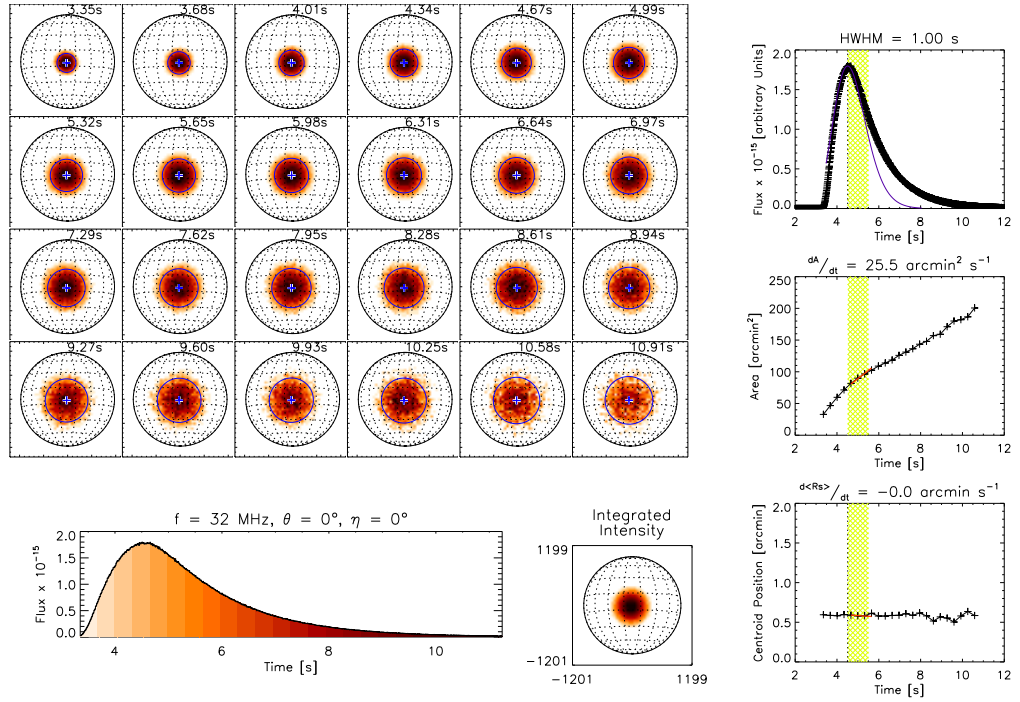 3.35s 3.68s 4.01s 4.34s 4.67s 4.99s
5.32s 5.65s 5.98s 6.31s 6.64s 6.97s
7.29s 7.62s 7.95s 8.28s 8.61s 8.94s
9.27s 9.60s 9.93s 10.25s 10.58s 10.91s
f = 32 MHz, θ = 0°, η = 0°
Flux x 10⁻¹⁵
2.0
1.5
1.0
0.5
0.0
4 6 8 10
Time [s]
Integrated
Intensity
1199
-1201
-1201 1199
HWHM = 1.00 s
Flux x 10⁻¹⁵ [arbitrary Units]
2.0
1.5
1.0
0.5
0.0
2 4 6 8 10 12
Time [s]
dA/dt = 25.5 arcmin² s⁻¹
Area [arcmin²]
250
200
150
100
50
0
2 4 6 8 10 12
Time [s]
d<Rs>/dt = -0.0 arcmin s⁻¹
Centroid Position [arcmin]
2.0
1.5
1.0
0.5
0.0
2 4 6 8 10 12
Time [s]